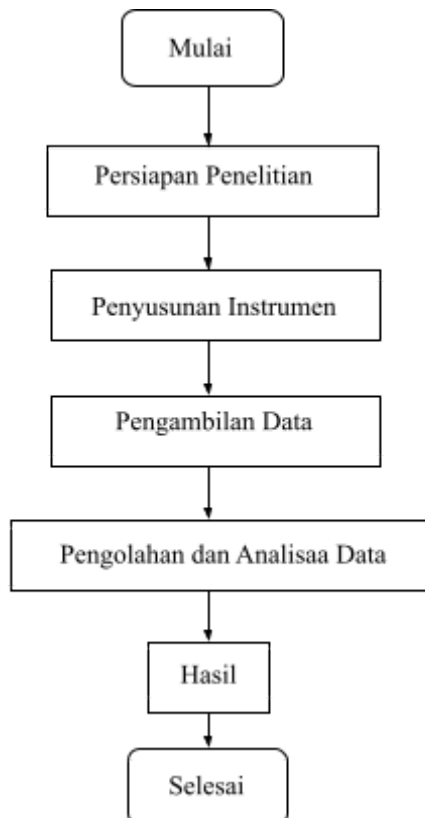 Mulai
Persiapan Penelitian
Penyusunan Instrumen
Pengambilan Data
Pengolahan dan Analisaa Data
Hasil
Selesai